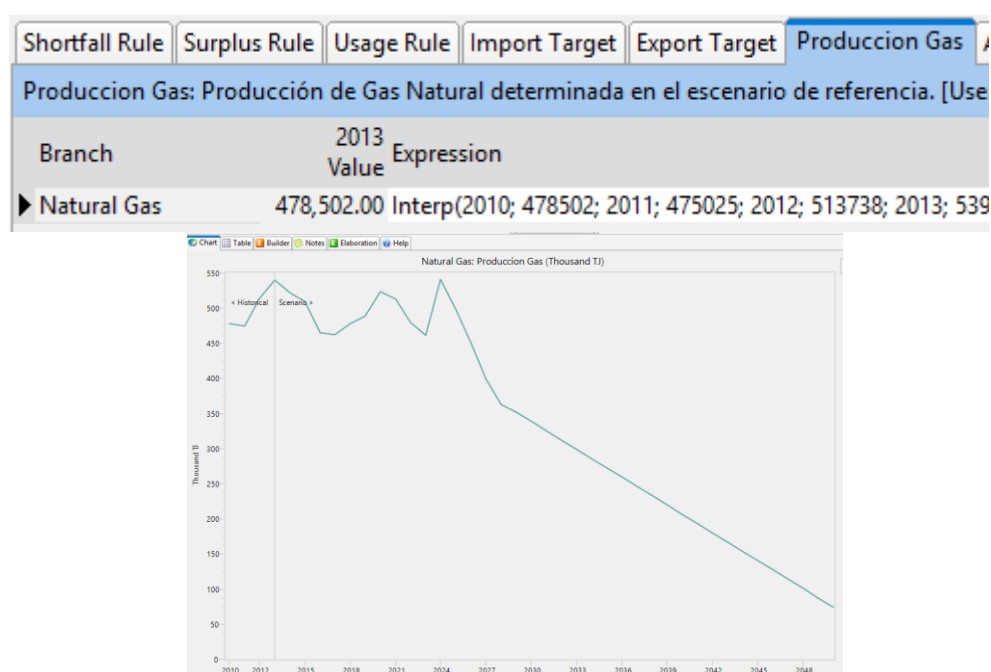 Shortfall Rule Surplus Rule Usage Rule Import Target Export Target Produccion Gas
Produccion Gas: Producción de Gas Natural determinada en el escenario de referencia. [Use
Branch 2013 Value Expression
Natural Gas 478,502.00 Interp(2010; 478502; 2011; 475025; 2012; 513738; 2013; 539
Chart Table Builder Notes Elaboration Help
Natural Gas: Produccion Gas (Thousand TJ)
550
500
< Historical Scenario >
450
400
350
300
Thousand TJ
250
200
150
100
50
0
2010 2012 2015 2018 2021 2024 2027 2030 2033 2036 2039 2042 2045 2048